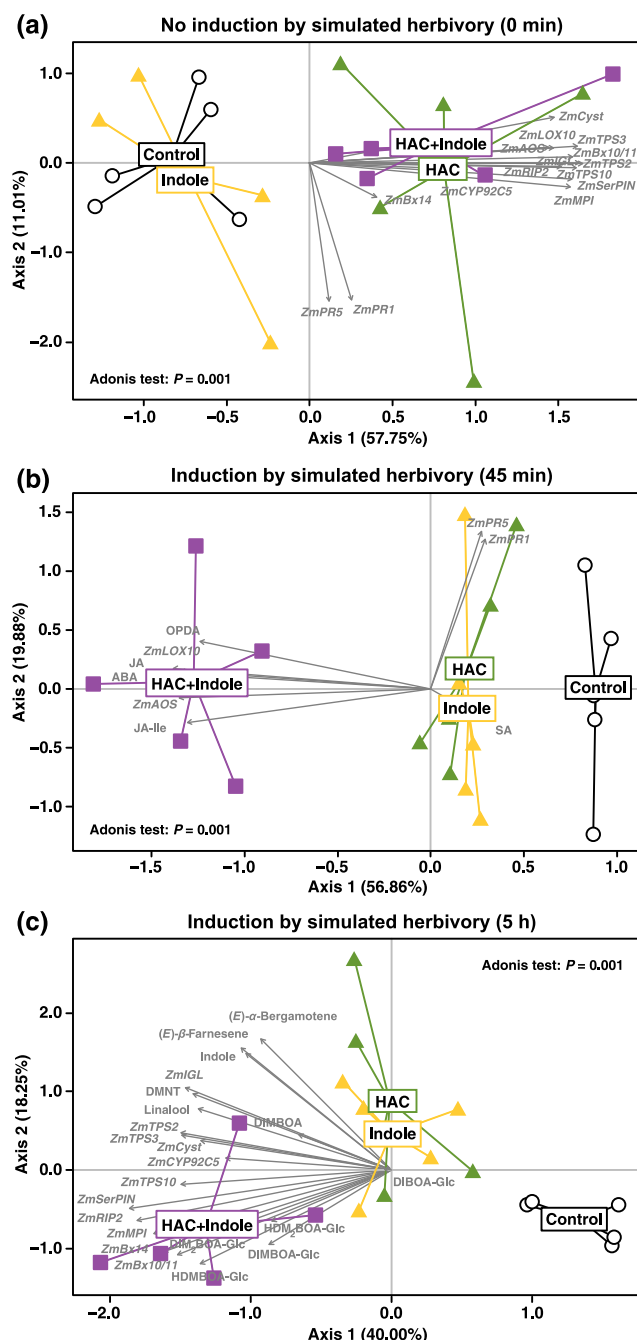 (a) No induction by simulated herbivory (0 min)
1.0
0.0
−1.0
−2.0
Axis 2 (11.01%)
Control
Indole
HAC+Indole
HAC
ZmCyst
ZmLOX10
ZmTPS3
ZmAOS
ZmBx10/11
ZmIGL
ZmTPS2
ZmRIP2
ZmTPS10
ZmCYP92C5
ZmSerPIN
ZmBx14
ZmMPI
ZmPR5
ZmPR1
Adonis test: P = 0.001
−1.0
−0.5
0.0
0.5
1.0
1.5
Axis 1 (57.75%)
(b) Induction by simulated herbivory (45 min)
1.5
1.0
0.5
0.0
−0.5
−1.0
Axis 2 (19.88%)
ZmPR5
ZmPR1
OPDA
ZmLOX10
JA
ABA
HAC+Indole
ZmAOS
JA-Ile
HAC
Indole
SA
Control
Adonis test: P = 0.001
−1.5
−1.0
−0.5
0.0
0.5
1.0
Axis 1 (56.86%)
(c) Induction by simulated herbivory (5 h)
2.0
1.0
0.0
−1.0
Axis 2 (18.25%)
Adonis test: P = 0.001
(E)-α-Bergamotene
(E)-β-Farnesene
Indole
ZmIGL
DMNT
Linalool
DIMBOA
ZmTPS2
ZmTPS3
ZmCyst
ZmCYP92C5
ZmTPS10
DIBOA-Glc
ZmSerPIN
ZmRIP2
ZmMPI
HAC+Indole
HDM2BOA-Glc
ZmBx14
DIM2BOA-Glc
DIMBOA-Glc
ZmBx10/11
HDMBOA-Glc
HAC
Indole
Control
−2.0
−1.0
0.0
1.0
Axis 1 (40.00%)